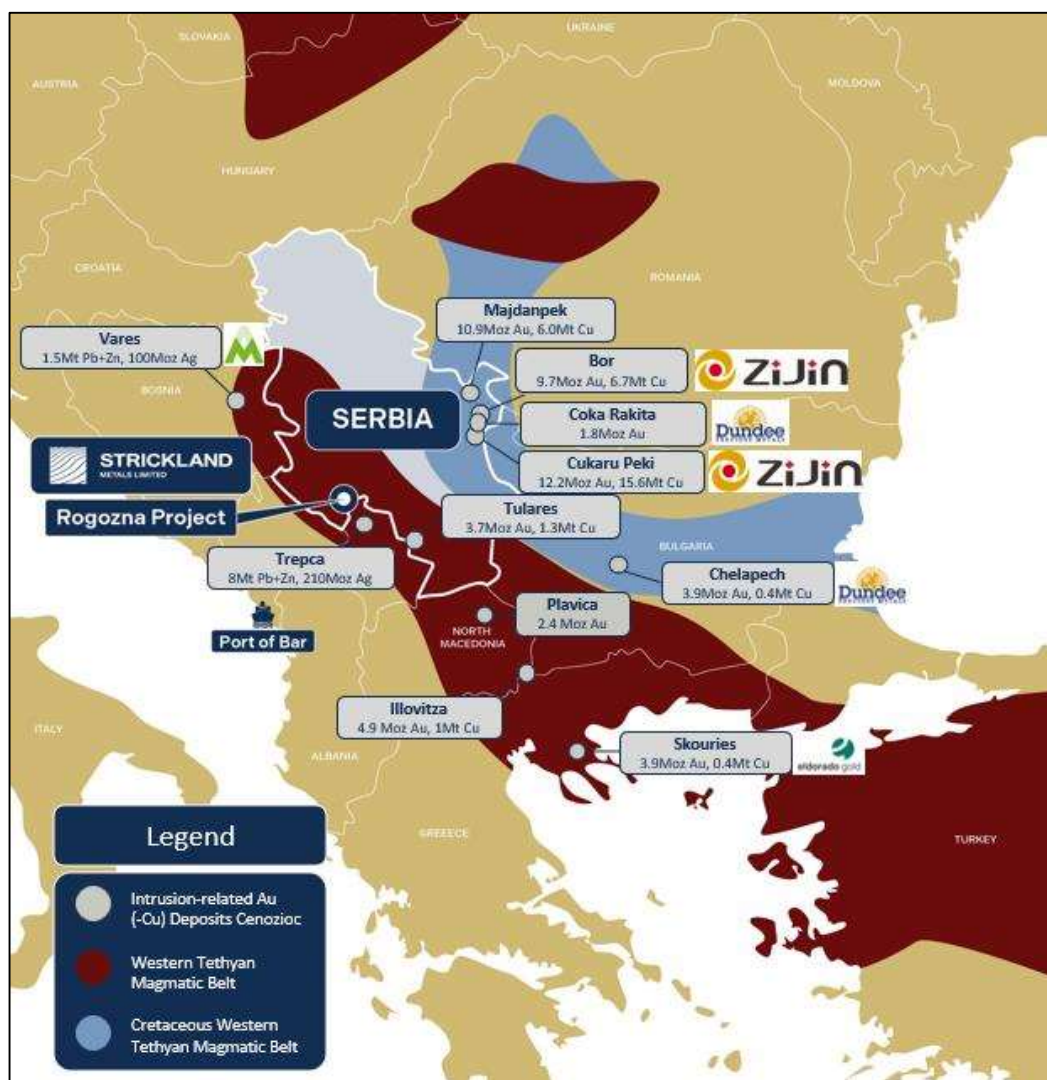 SLOVAKIA
UKRAINE
AUSTRIA
MOLDOVA
HUNGARY
CROATIA
ROMANIA
Majdanpek
10.9Moz Au, 6.0Mt Cu
Vares
1.5Mt Pb+Zn, 100Moz Ag
Bor
9.7Moz Au, 6.7Mt Cu
ZiJin
BOSNIA
SERBIA
Coka Rakita
1.8Moz Au
Dundee
PRECIOUS METALS
STRICKLAND
METALS LIMITED
Cukaru Peki
12.2Moz Au, 15.6Mt Cu
ZiJin
Rogozna Project
Tulares
3.7Moz Au, 1.3Mt Cu
BULGARIA
Trepca
8Mt Pb+Zn, 210Moz Ag
Chelapech
3.9Moz Au, 0.4Mt Cu
Dundee
PRECIOUS METALS
Plavica
2.4 Moz Au
Port of Bar
NORTH
MACEDONIA
Illovitza
4.9 Moz Au, 1Mt Cu
ITALY
ALBANIA
Skouries
3.9Moz Au, 0.4Mt Cu
eldorado gold
GREEECE
TURKEY
Legend
Intrusion-related Au
(-Cu) Deposits Cenozioc
Western Tethyan
Magmatic Belt
Cretaceous Western
Tethyan Magmatic Belt